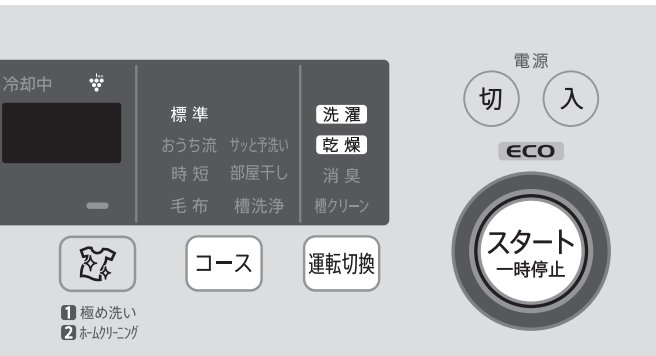 電源
切 入
冷却中
標準
洗濯
おうち流 サッと予洗い 乾燥
時短 部屋干し 消臭
毛布 槽洗浄 槽クリーン
ECO
コース
運転切換
スタート
一時停止
1 極め洗い
2 ホームクリーニング